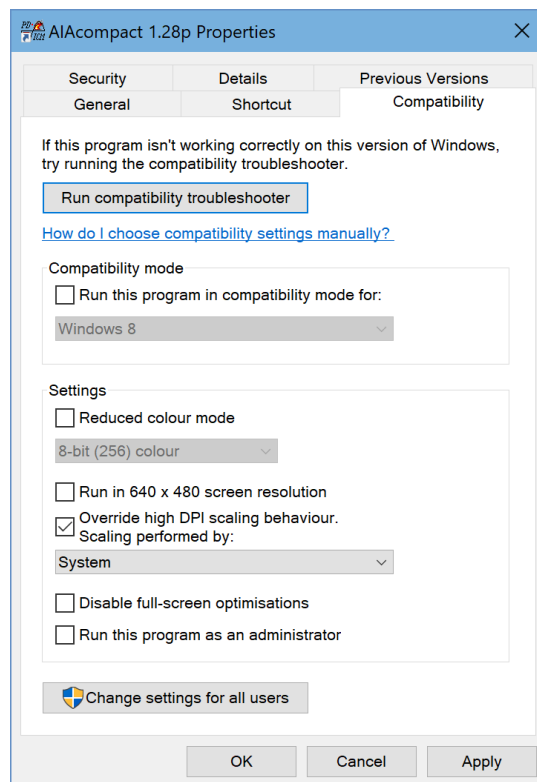 AIAcompact 1.28p Properties
Security Details Previous Versions
General Shortcut Compatibility
If this program isn't working correctly on this version of Windows,
try running the compatibility troubleshooter.
Run compatibility troubleshooter
How do I choose compatibility settings manually?
Compatibility mode
Run this program in compatibility mode for:
Windows 8
Settings
Reduced colour mode
8-bit (256) colour
Run in 640 x 480 screen resolution
Override high DPI scaling behaviour.
Scaling performed by:
System
Disable full-screen optimisations
Run this program as an administrator
Change settings for all users
OK Cancel Apply